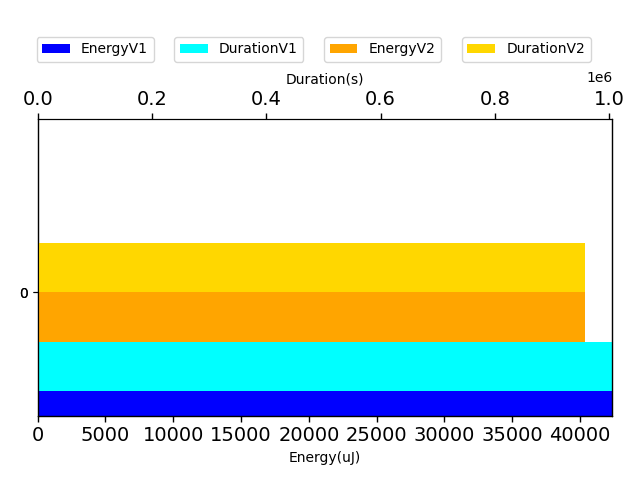 EnergyV1 DurationV1 EnergyV2 DurationV2
Duration(s)
1e6
0.0 0.2 0.4 0.6 0.8 1.0
0
0 5000 10000 15000 20000 25000 30000 35000 40000
Energy(uJ)